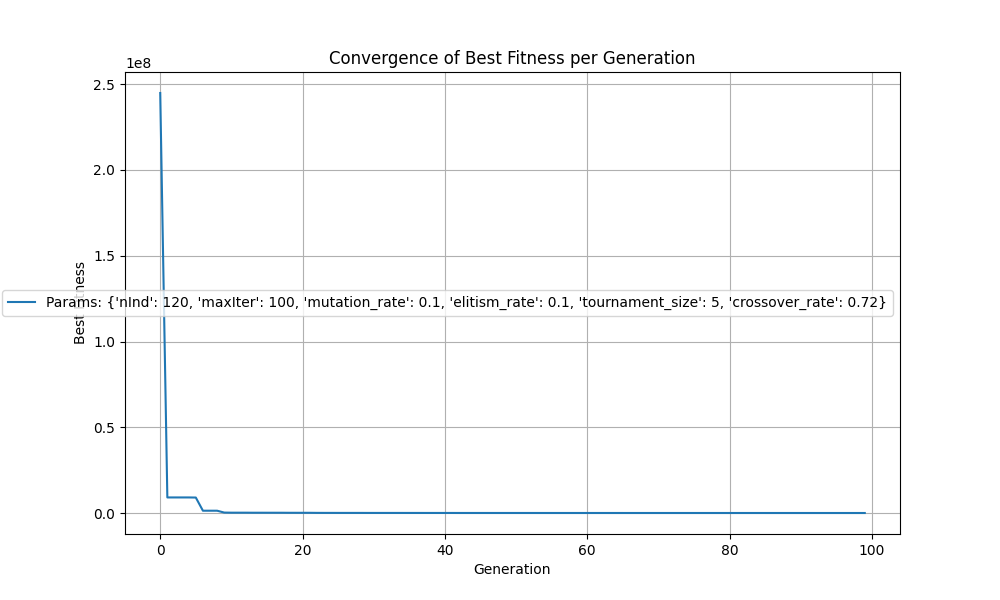 Convergence of Best Fitness per Generation
1e8
2.5
2.0
1.5
1.0
0.5
0.0
Best
Params: {'nInd': 120, 'maxIter': 100, 'mutation_rate': 0.1, 'elitism_rate': 0.1, 'tournament_size': 5, 'crossover_rate': 0.72}
0 20 40 60 80 100
Generation